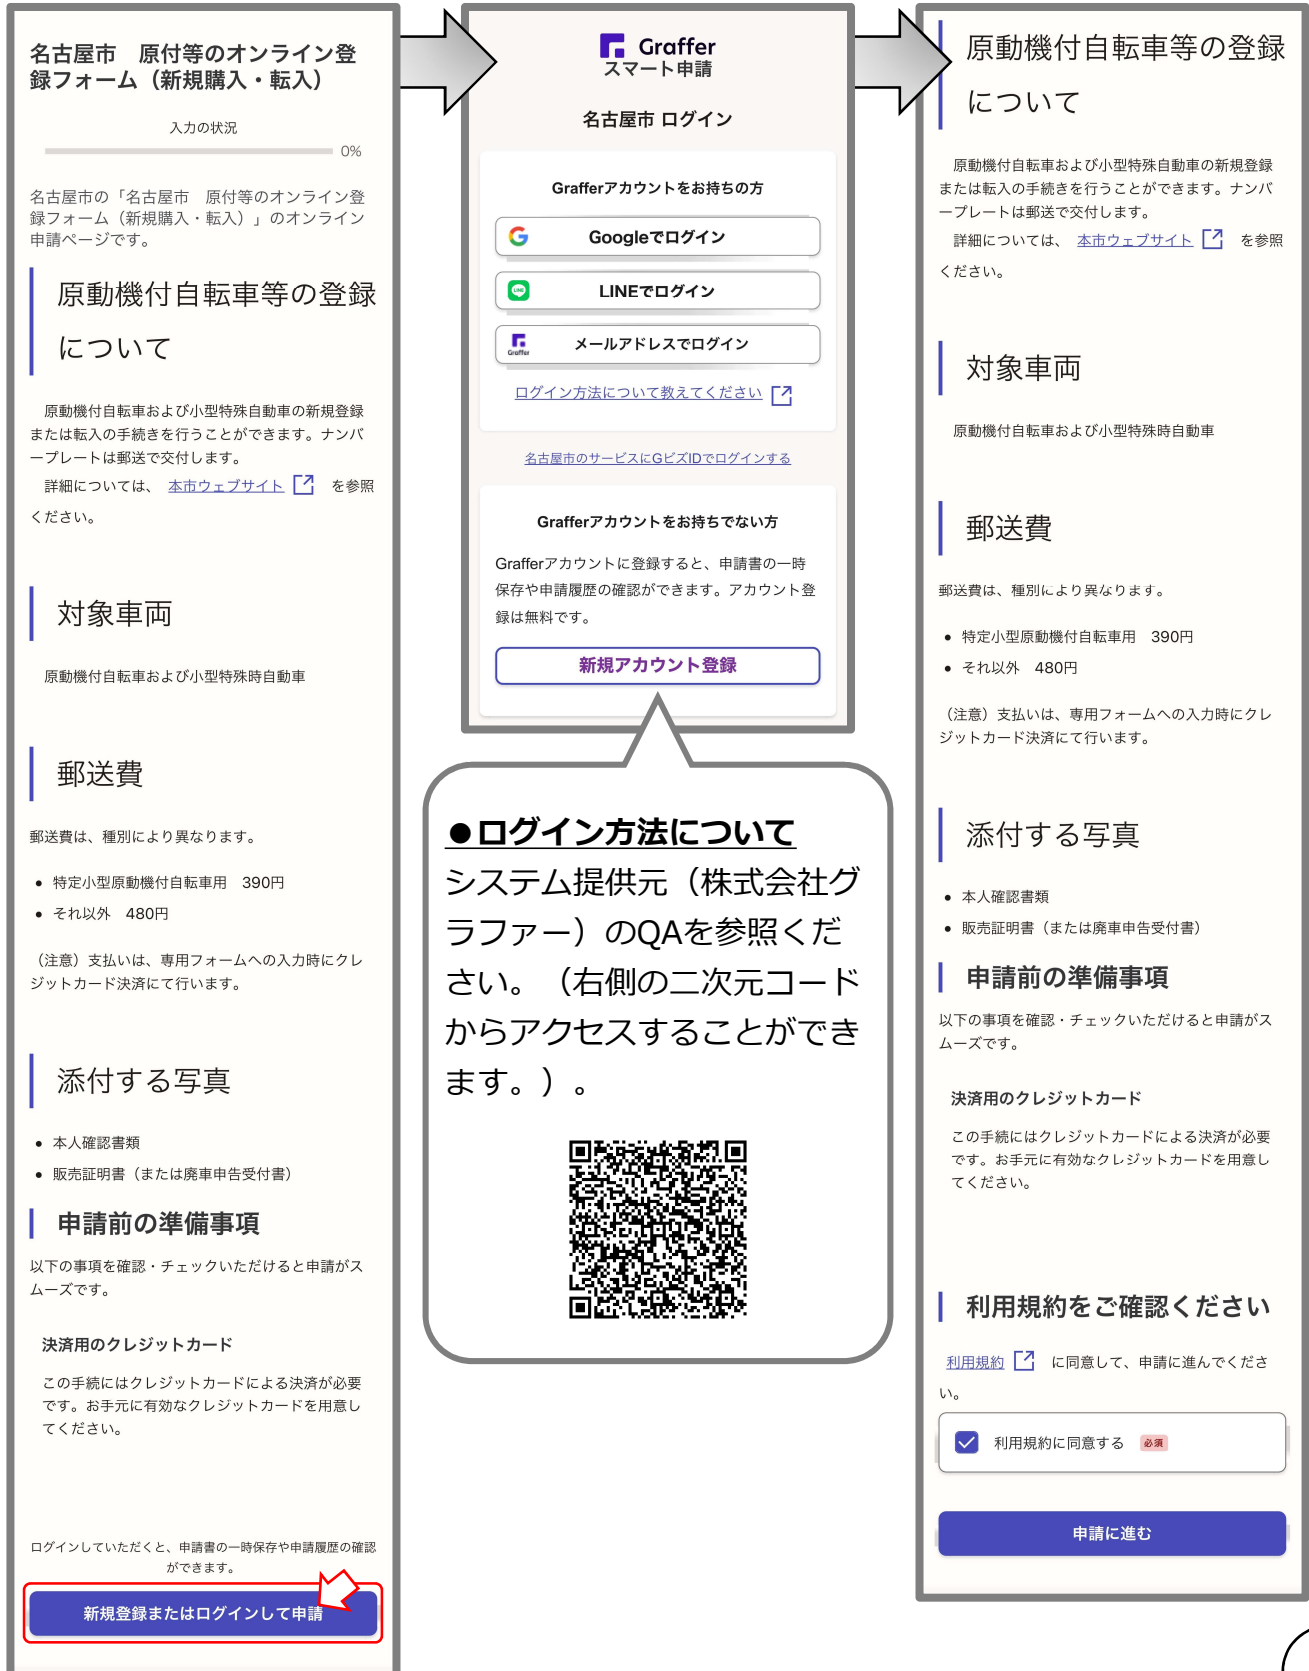 名古屋市　原付等のオンライン登
録フォーム（新規購入・転入）
入力の状況
0%
名古屋市の「名古屋市　原付等のオンライン登
録フォーム（新規購入・転入）」のオンライン
申請ページです。
原動機付自転車等の登録
について
原動機付自転車および小型特殊自動車の新規登録
または転入の手続きを行うことができます。ナンバ
ープレートは郵送で交付します。
詳細については、 本市ウェブサイト を参照
ください。
対象車両
原動機付自転車および小型特殊時自動車
郵送費
郵送費は、種別により異なります。
• 特定小型原動機付自転車用　390円
• それ以外　480円
（注意）支払いは、専用フォームへの入力時にクレ
ジットカード決済にて行います。
添付する写真
• 本人確認書類
• 販売証明書（または廃車申告受付書）
申請前の準備事項
以下の事項を確認・チェックいただけると申請がス
ムーズです。
決済用のクレジットカード
この手続にはクレジットカードによる決済が必要
です。お手元に有効なクレジットカードを用意し
てください。
ログインしていただくと、申請書の一時保存や申請履歴の確認
ができます。
新規登録またはログインして申請
Graffer
スマート申請
名古屋市 ログイン
Grafferアカウントをお持ちの方
Googleでログイン
LINE
LINEでログイン
Graffer
メールアドレスでログイン
ログイン方法について教えてください
名古屋市のサービスにGビズIDでログインする
Grafferアカウントをお持ちでない方
Grafferアカウントに登録すると、申請書の一時
保存や申請履歴の確認ができます。アカウント登
録は無料です。
新規アカウント登録
●ログイン方法について
システム提供元（株式会社グ
ラファー）のQAを参照くだ
さい。（右側の二次元コード
からアクセスすることができ
ます。）。
原動機付自転車等の登録
について
原動機付自転車および小型特殊自動車の新規登録
または転入の手続きを行うことができます。ナンバ
ープレートは郵送で交付します。
詳細については、 本市ウェブサイト を参照
ください。
対象車両
原動機付自転車および小型特殊時自動車
郵送費
郵送費は、種別により異なります。
• 特定小型原動機付自転車用　390円
• それ以外　480円
（注意）支払いは、専用フォームへの入力時にクレ
ジットカード決済にて行います。
添付する写真
• 本人確認書類
• 販売証明書（または廃車申告受付書）
申請前の準備事項
以下の事項を確認・チェックいただけると申請がス
ムーズです。
決済用のクレジットカード
この手続にはクレジットカードによる決済が必要
です。お手元に有効なクレジットカードを用意し
てください。
利用規約をご確認ください
利用規約 に同意して、申請に進んでくださ
い。
利用規約に同意する 必須
申請に進む